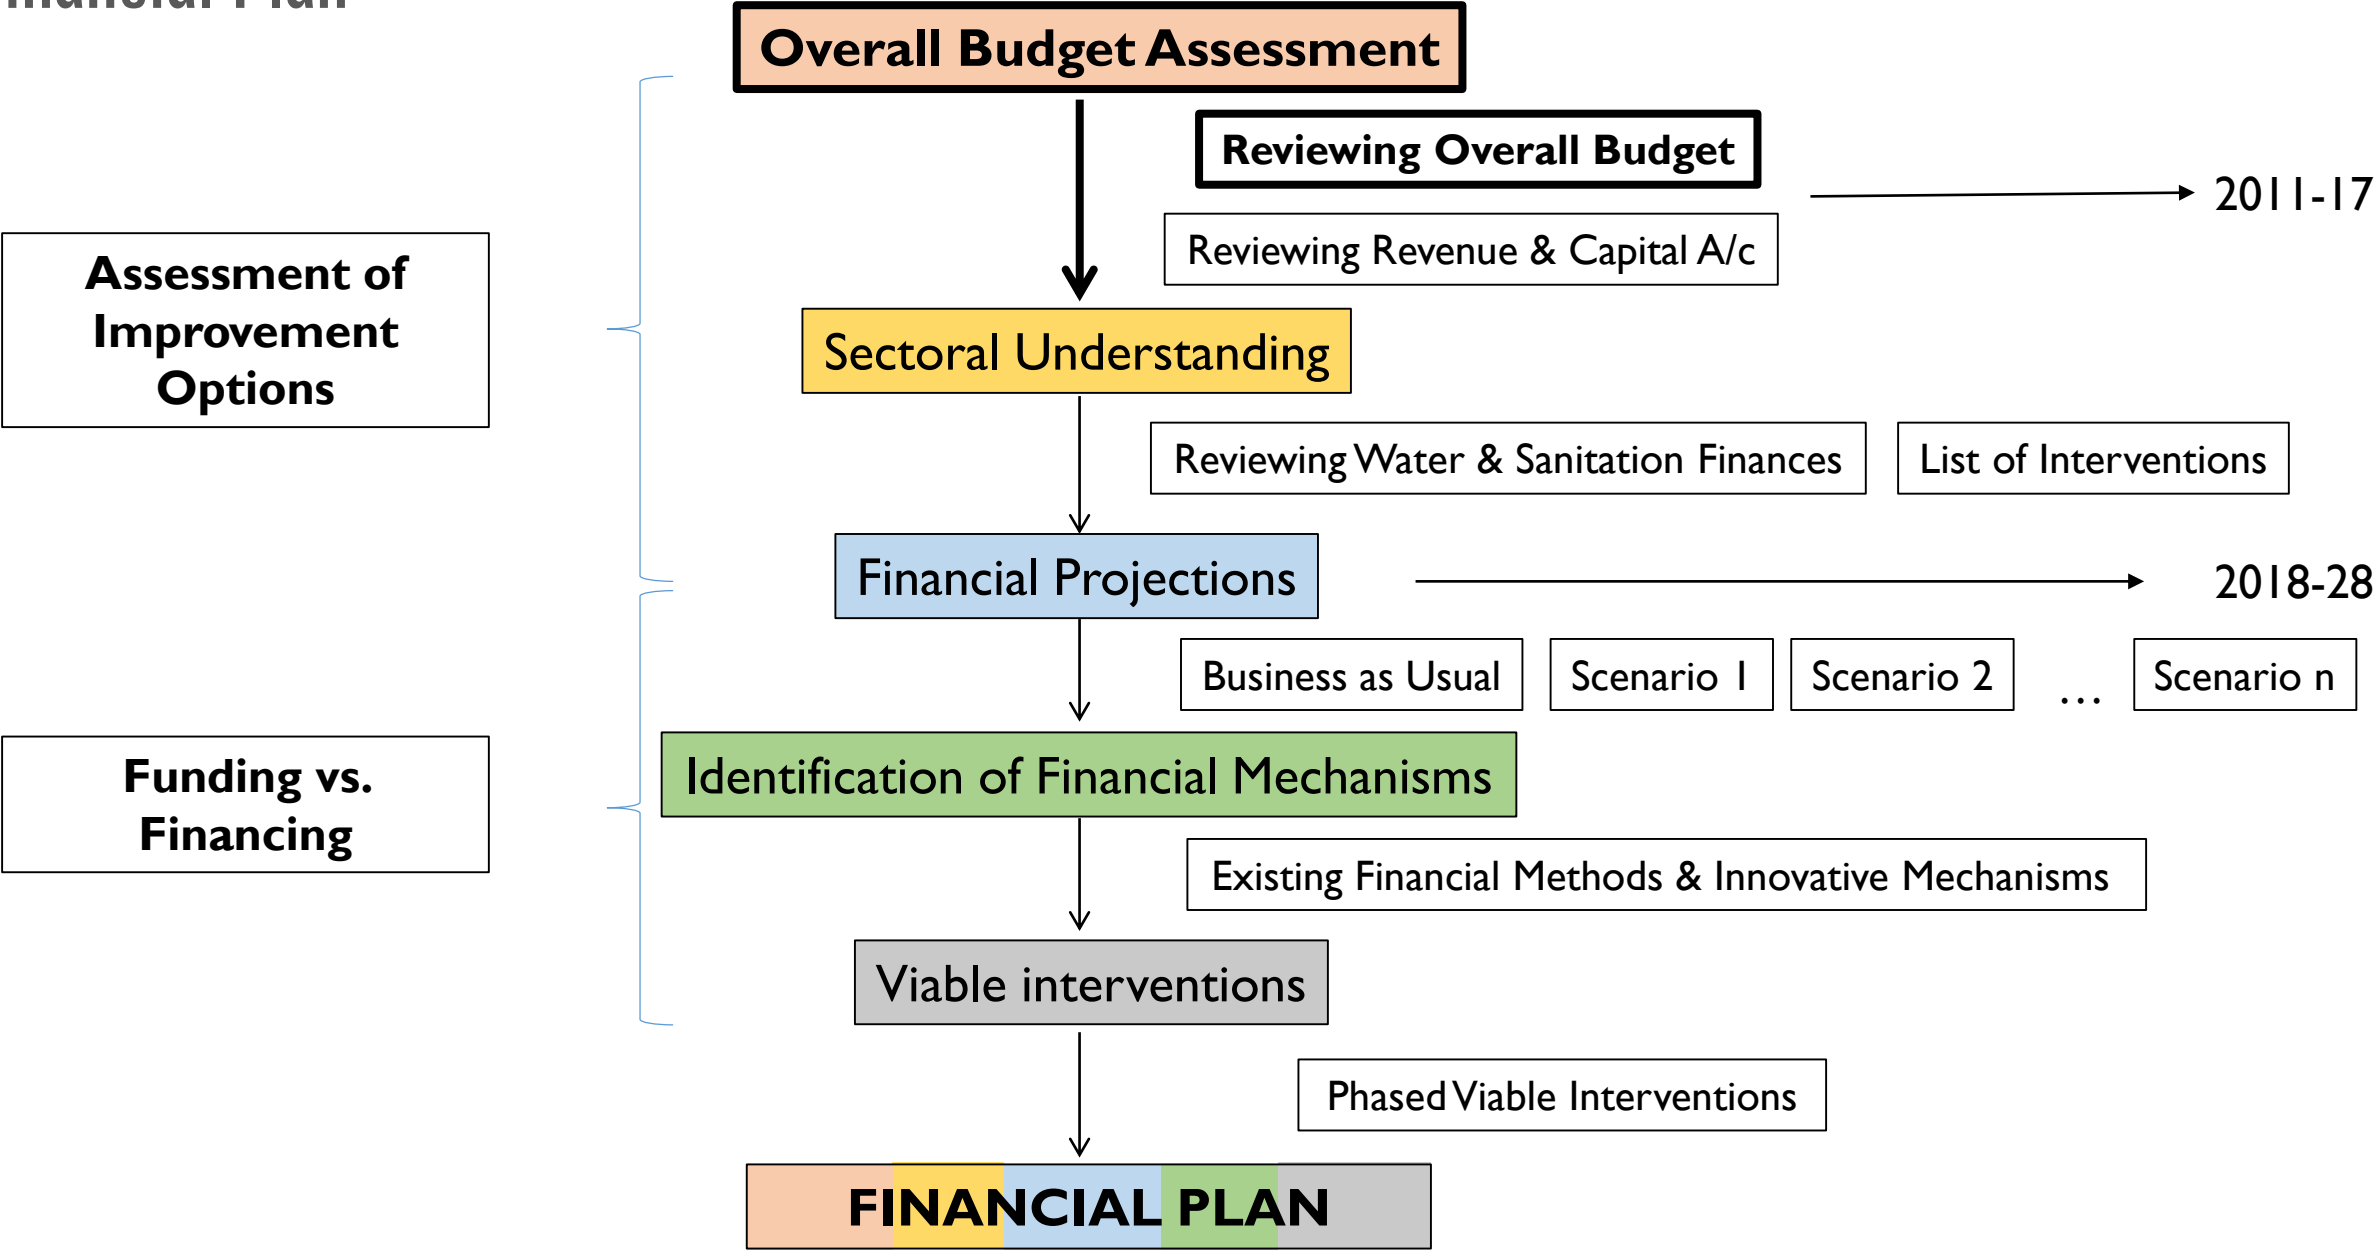 Plan
Overall Budget Assessment
Reviewing Overall Budget
2011-17
Reviewing Revenue & Capital A/c
Assessment of
Improvement
Options
Sectoral Understanding
Reviewing Water & Sanitation Finances
List of Interventions
Financial Projections
2018-28
Business as Usual
Scenario 1
Scenario 2
...
Scenario n
Funding vs.
Financing
Identification of Financial Mechanisms
Existing Financial Methods & Innovative Mechanisms
Viable interventions
Phased Viable Interventions
FINANCIAL PLAN